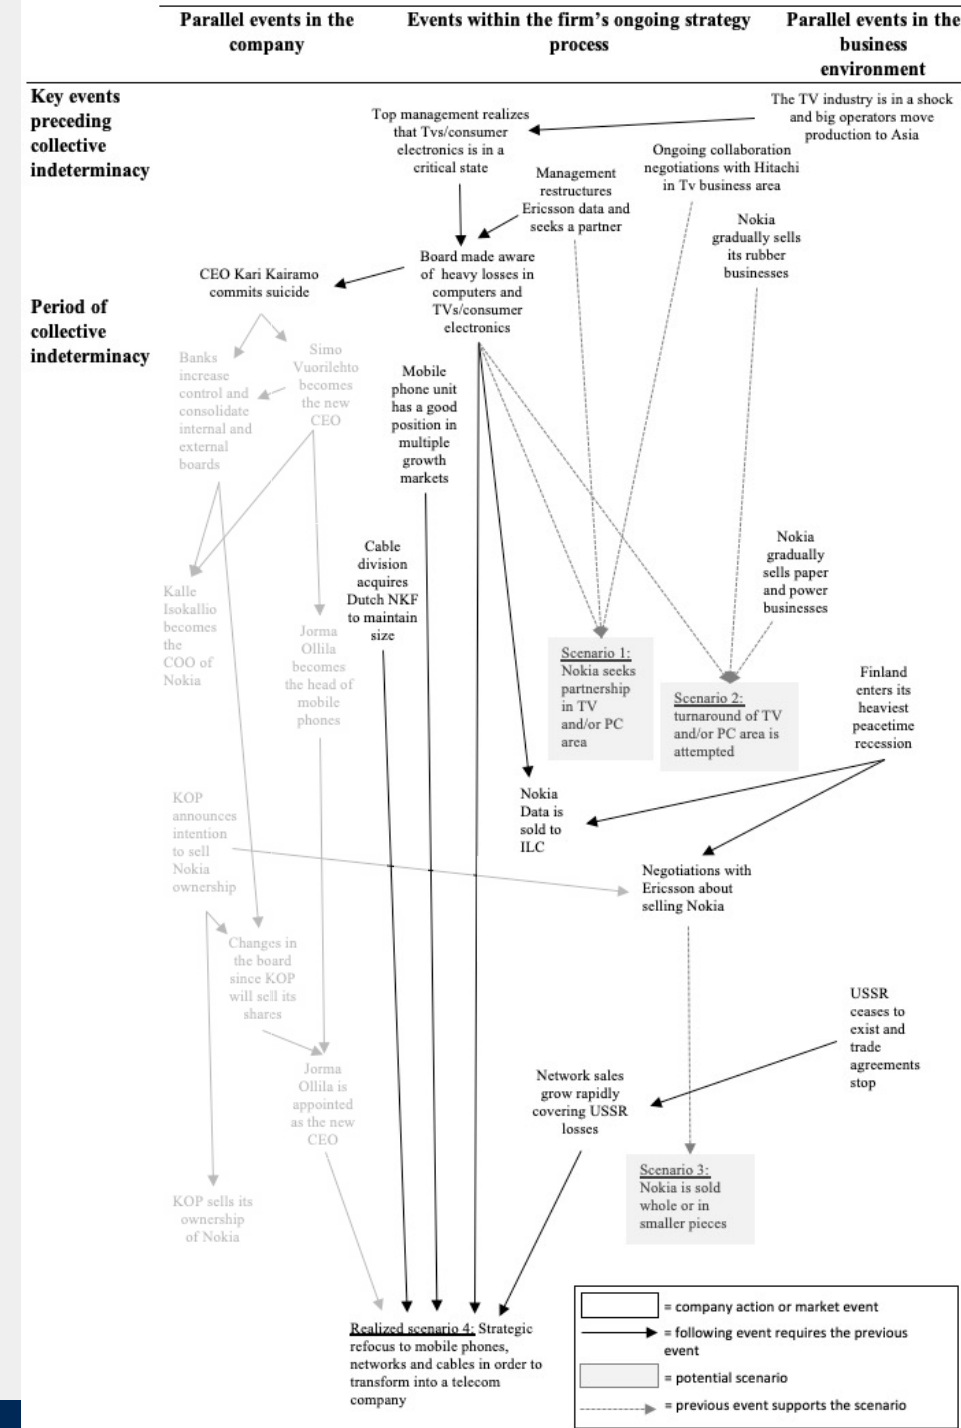 Parallel events in the
company
Events within the firm's ongoing strategy
process
Parallel events in the
business
environment
Key events
preceding
collective
indeterminacy
Top management realizes
that Tvs/consumer
electronics is in a
critical state
The TV industry is in a shock
and big operators move
production to Asia
Ongoing collaboration
negotiations with Hitachi
in Tv business area
Management
restructures
Ericsson data and
seeks a partner
Nokia
gradually sells
its rubber
businesses
Board made aware
of heavy losses in
computers and
TVs/consumer
electronics
CEO Kari Kairamo
commits suicide
Period of
collective
indeterminacy
Banks
increase
control and
consolidate
internal and
external
boards
Simo
Vuorilehto
becomes
the new
CEO
Mobile
phone unit
has a good
position in
multiple
growth
markets
Cable
division
acquires
Dutch NKF
to maintain
size
Nokia
gradually
sells paper
and power
businesses
Kalle
Isokallio
becomes
the
COO of
Nokia
Jorma
Ollila
becomes
the head of
mobile
phones
Scenario 1:
Nokia seeks
partnership
in TV
and/or PC
area
Scenario 2:
turnaround of TV
and/or PC area is
attempted
Finland
enters its
heaviest
peacetime
recession
KOP
announces
intention
to sell
Nokia
ownership
Nokia
Data is
sold to
ILC
Negotiations with
Ericsson about
selling Nokia
Changes in
the board
since KOP
will sell its
shares
USSR
ceases to
exist and
trade
agreements
stop
Jorma
Ollila is
appointed
as the new
CEO
Network sales
grow rapidly
covering USSR
losses
Scenario 3:
Nokia is sold
whole or in
smaller pieces
KOP sells its
ownership
of Nokia
Realized scenario 4: Strategic
refocus to mobile phones,
networks and cables in order to
transform into a telecom
company
= company action or market event
= following event requires the previous
event
= potential scenario
= previous event supports the scenario